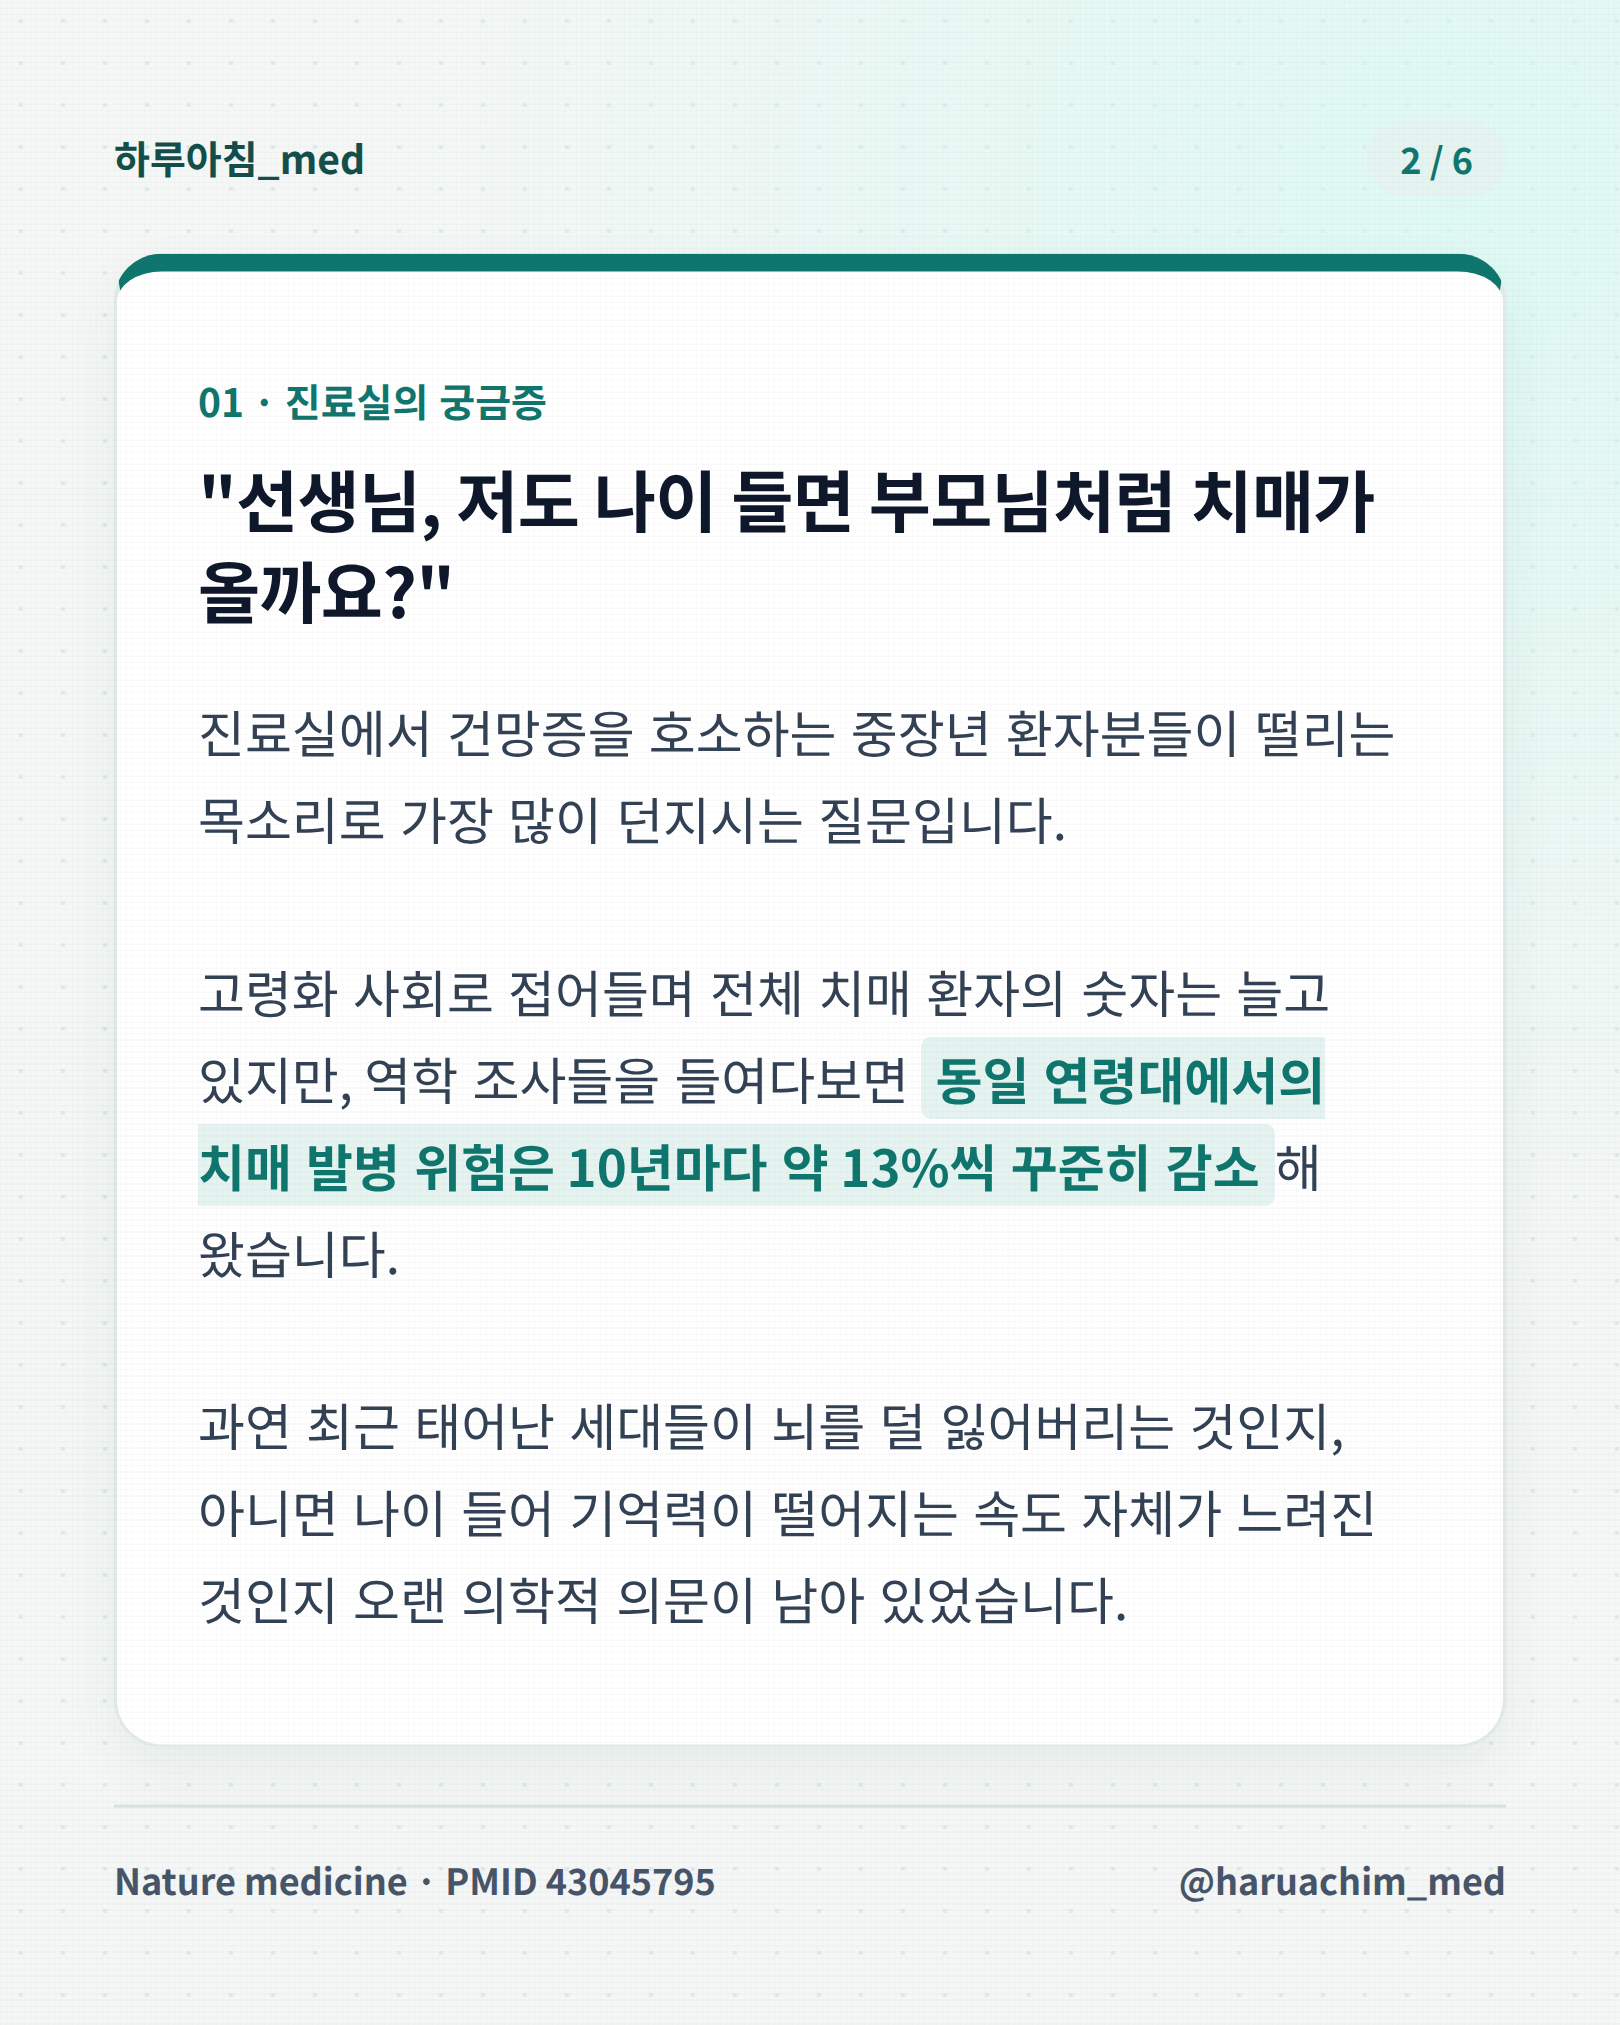 하루아침_med
2 / 6
01 · 진료실의 궁금증
"선생님, 저도 나이 들면 부모님처럼 치매가
올까요?"
진료실에서 건망증을 호소하는 중장년 환자분들이 떨리는
목소리로 가장 많이 던지시는 질문입니다.
고령화 사회로 접어들며 전체 치매 환자의 숫자는 늘고
있지만, 역학 조사들을 들여다보면 동일 연령대에서의
치매 발병 위험은 10년마다 약 13%씩 꾸준히 감소 해
왔습니다.
과연 최근 태어난 세대들이 뇌를 덜 잃어버리는 것인지,
아니면 나이 들어 기억력이 떨어지는 속도 자체가 느려진
것인지 오랜 의학적 의문이 남아 있었습니다.
Nature medicine · PMID 43045795
@haruachim_med